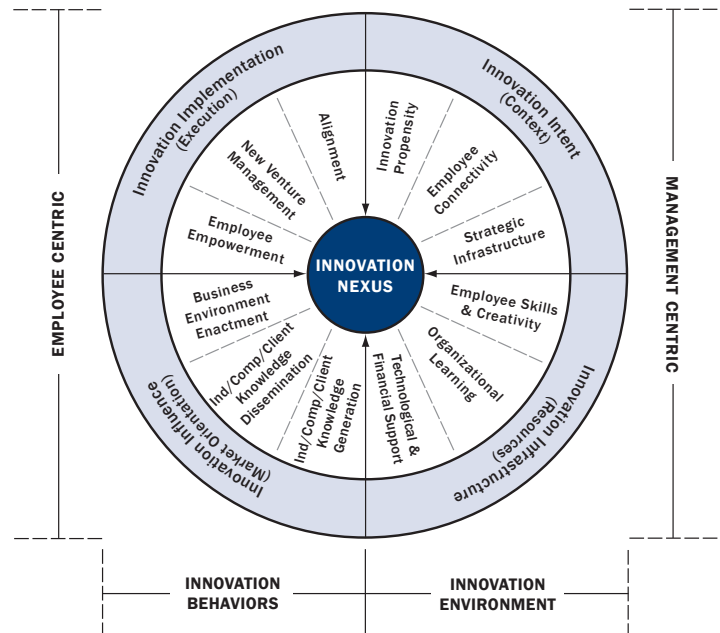 Innovation Implementation
(Execution)
Innovation Intent
(Context)
Alignment
Innovation
Propensity
New Venture
Management
Employee
Connectivity
Employee
Empowerment
Strategic
Infrastructure
EMPLOYEE CENTRIC
INNOVATION
NEXUS
MANAGEMENT CENTRIC
Business
Environment
Enactment
Employee Skills
& Creativity
Ind/Comp/Client
Knowledge
Dissemination
Organizational
Learning
Ind/Comp/Client
Knowledge
Generation
Technological &
Financial Support
Innovation Influence
(Market Orientation)
Innovation Infrastructure
(Resources)
INNOVATION
BEHAVIORS
INNOVATION
ENVIRONMENT